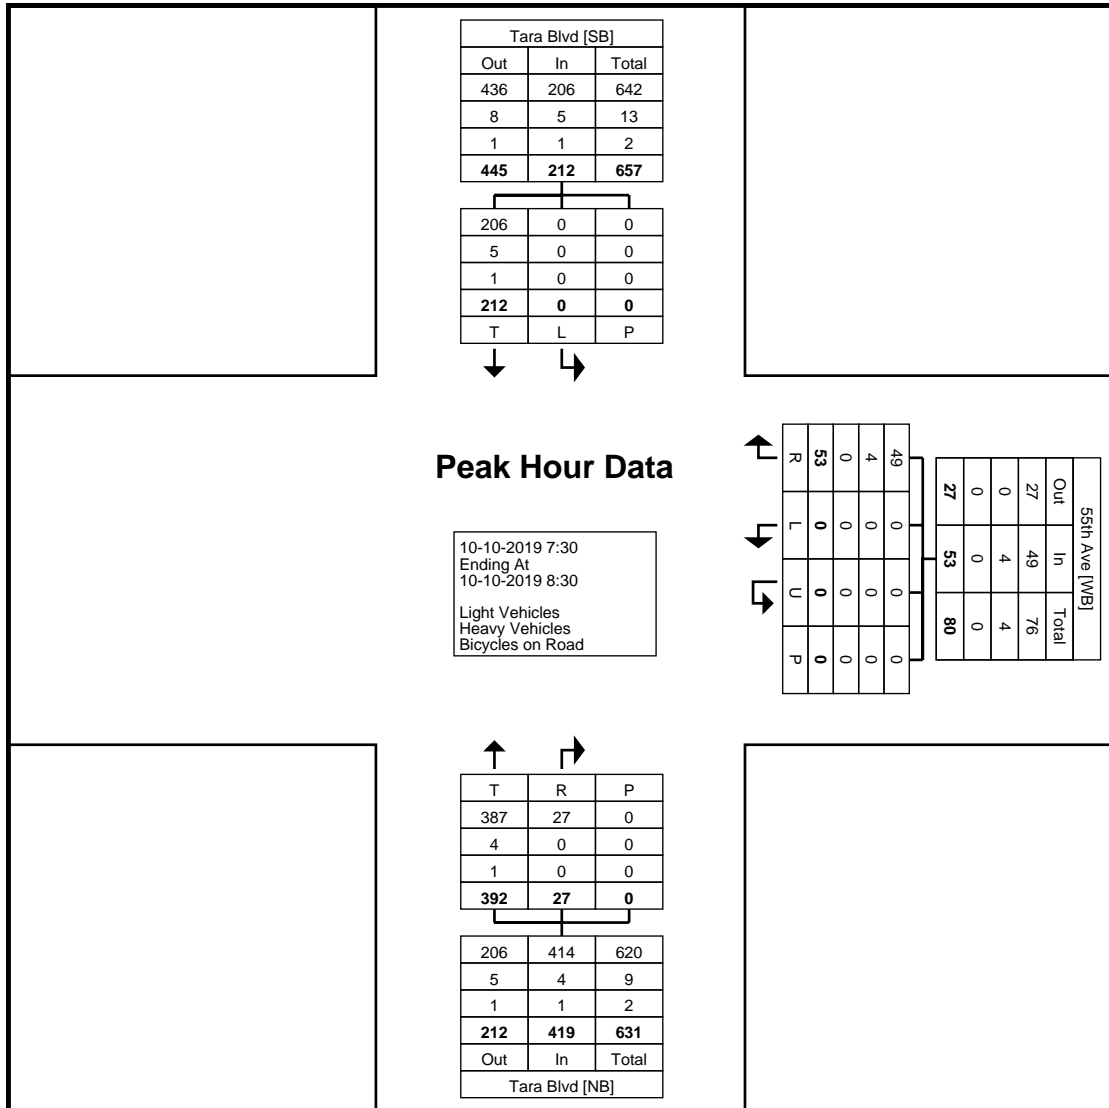 Tara Blvd [SB]
Out In Total
436 206 642
8 5 13
1 1 2
445 212 657
206 0 0
5 0 0
1 0 0
212 0 0
T L P
Peak Hour Data
10-10-2019 7:30
Ending At
10-10-2019 8:30
Light Vehicles
Heavy Vehicles
Bicycles on Road
55th Ave [WB]
Out In Total
27 49 76
0 4 4
0 0 0
27 53 80
49 0 0 0
4 0 0 0
0 0 0 0
53 0 0 0
R L U P
T R P
387 27 0
4 0 0
1 0 0
392 27 0
206 414 620
5 4 9
1 1 2
212 419 631
Out In Total
Tara Blvd [NB]